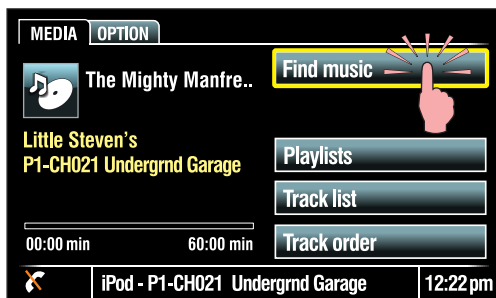 MEDIA OPTION
The Mighty Manfre..
Find music
Little Steven's
P1-CH021 Undergrnd Garage
Playlists
Track list
Track order
00:00 min 60:00 min
iPod - P1-CH021 Undergrnd Garage 12:22 pm